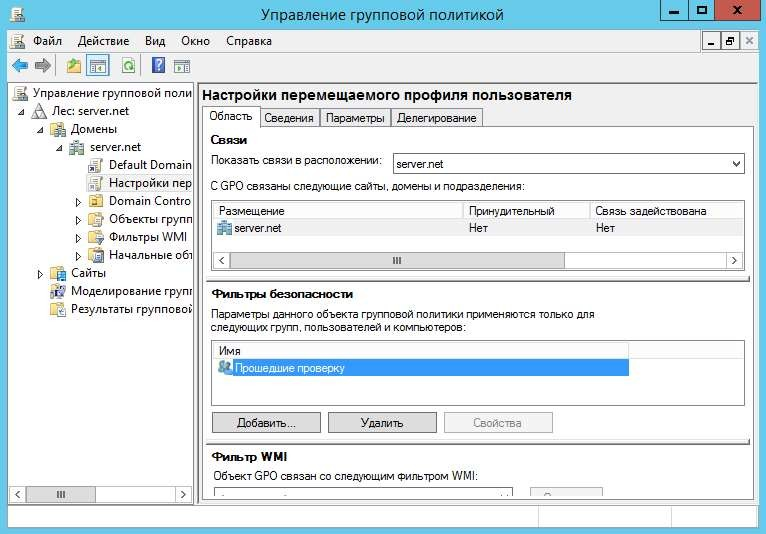 Управление групповой политикой
Файл Действие Вид Окно Справка
Управление групповой поли
Лес: server.net
Домены
server.net
Default Domain
Настройки пер
Domain Contro
Объекты групп
Фильтры WMI
Начальные об
Сайты
Моделирование групп
Результаты групповой
Настройки перемещаемого профиля пользователя
Область Сведения Параметры Делегирование
Связи
Показать связи в расположении: server.net
С GPO связаны следующие сайты, домены и подразделения:
Размещение Принудительный Связь задействована
server.net Нет Нет
Фильтры безопасности
Параметры данного объекта групповой политики применяются только для
следующих групп, пользователей и компьютеров:
Имя
Прошедшие проверку
Добавить... Удалить Свойства
Фильтр WMI
Объект GPO связан со следующим фильтром WMI: